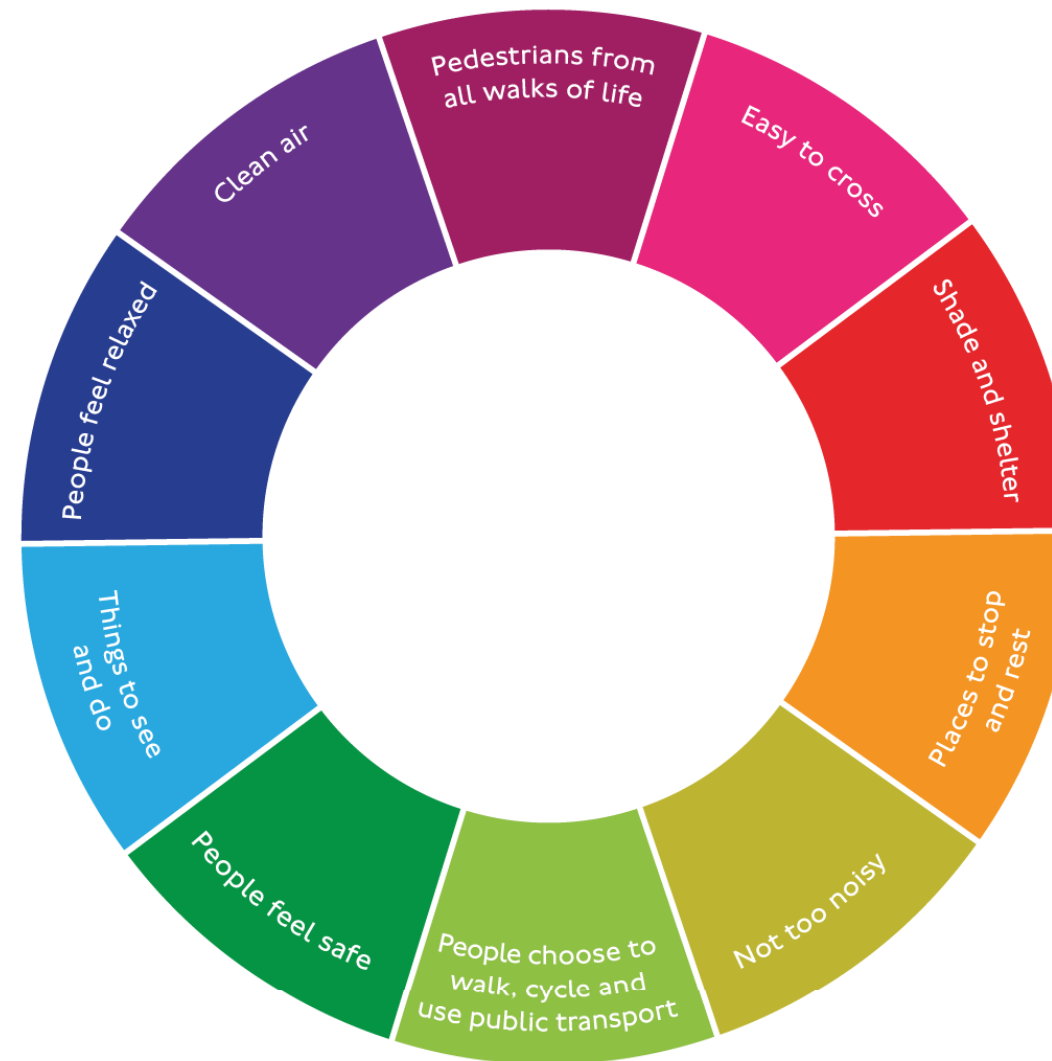 Pedestrians from
all walks of life
Easy to cross
Shade and shelter
Places to stop
and rest
Not too noisy
People choose to
walk, cycle and
use public transport
People feel safe
Things to see
and do
People feel relaxed
Clean air